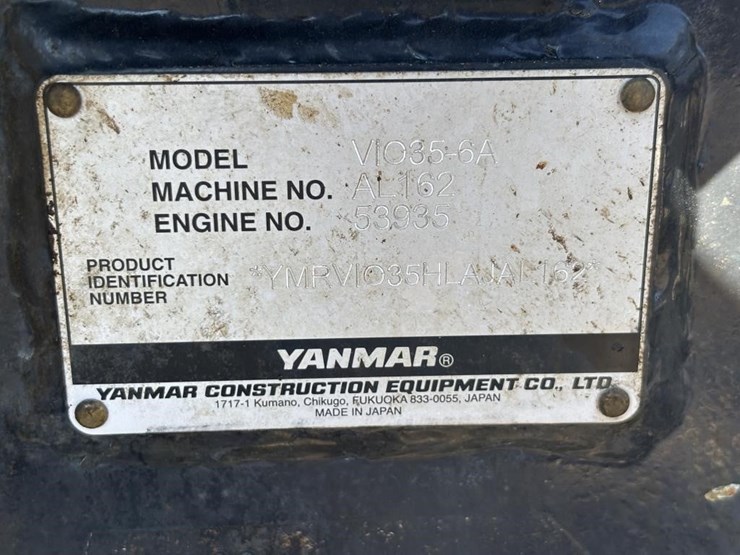 MODEL VIO35-6A
MACHINE NO. AL162
ENGINE NO. 53935
PRODUCT
IDENTIFICATION
NUMBER
*YMRVIO35HLAJAL162*
YANMAR®
YANMAR CONSTRUCTION EQUIPMENT CO., LTD.
1717-1 Kumano, Chikugo, FUKUOKA 833-0055, JAPAN
MADE IN JAPAN